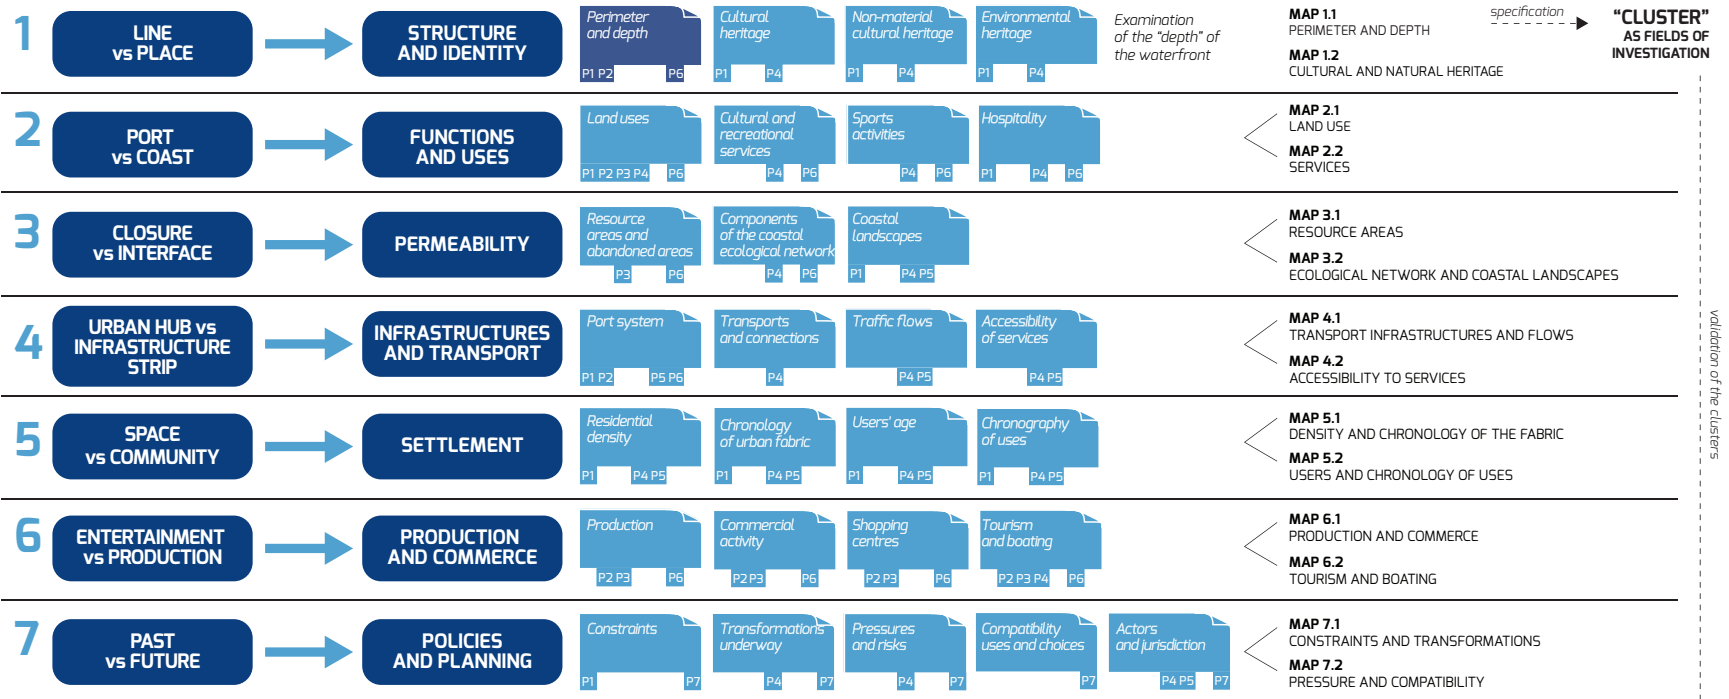 1
LINE
vs PLACE
STRUCTURE
AND IDENTITY
Perimeter
and depth
P1 P2 P6
Cultural
heritage
P1 P4
Non-material
cultural heritage
P1 P4
Environmental
heritage
P1 P4
Examination
of the “depth” of
the waterfront
MAP 1.1
PERIMETER AND DEPTH
MAP 1.2
CULTURAL AND NATURAL HERITAGE
specification
“CLUSTER”
AS FIELDS OF
INVESTIGATION
2
PORT
vs COAST
FUNCTIONS
AND USES
Land uses
P1 P2 P3 P4 P6
Cultural and
recreational
services
P4 P6
Sports
activities
P4 P6
Hospitality
P1 P4 P6
MAP 2.1
LAND USE
MAP 2.2
SERVICES
3
CLOSURE
vs INTERFACE
PERMEABILITY
Resource
areas and
abandoned areas
P3 P6
Components
of the coastal
ecological network
P4 P6
Coastal
landscapes
P1 P4 P5
MAP 3.1
RESOURCE AREAS
MAP 3.2
ECOLOGICAL NETWORK AND COASTAL LANDSCAPES
4
URBAN HUB vs
INFRASTRUCTURE
STRIP
INFRASTRUCTURES
AND TRANSPORT
Port system
P1 P2 P5 P6
Transports
and connections
P4
Traffic flows
P4 P5
Accessibility
of services
P4 P5
MAP 4.1
TRANSPORT INFRASTRUCTURES AND FLOWS
MAP 4.2
ACCESSIBILITY TO SERVICES
5
SPACE
vs COMMUNITY
SETTLEMENT
Residential
density
P1 P4 P5
Chronology
of urban fabric
P1 P4 P5
Users’ age
P1 P4 P5
Chronography
of uses
P1 P4 P5
MAP 5.1
DENSITY AND CHRONOLOGY OF THE FABRIC
MAP 5.2
USERS AND CHRONOLOGY OF USES
6
ENTERTAINMENT
vs PRODUCTION
PRODUCTION
AND COMMERCE
Production
P2 P3 P6
Commercial
activity
P2 P3 P6
Shopping
centres
P2 P3 P6
Tourism
and boating
P2 P3 P4 P6
MAP 6.1
PRODUCTION AND COMMERCE
MAP 6.2
TOURISM AND BOATING
7
PAST
vs FUTURE
POLICIES
AND PLANNING
Constraints
P1 P7
Transformations
underway
P4 P7
Pressures
and risks
P4 P7
Compatibility
uses and choices
P7
Actors
and jurisdiction
P4 P5 P7
MAP 7.1
CONSTRAINTS AND TRANSFORMATIONS
MAP 7.2
PRESSURE AND COMPATIBILITY
validation of the clusters